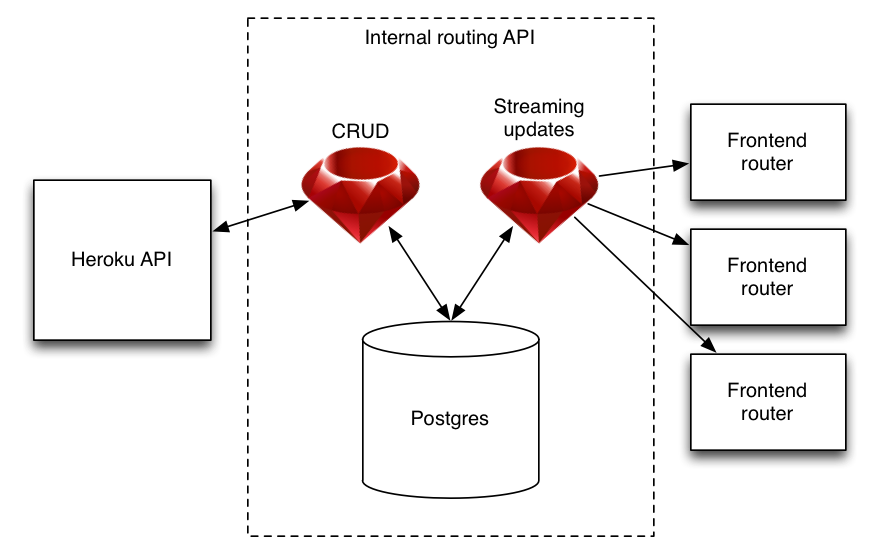 Internal routing API
CRUD
Streaming
updates
Heroku API
Postgres
Frontend
router
Frontend
router
Frontend
router